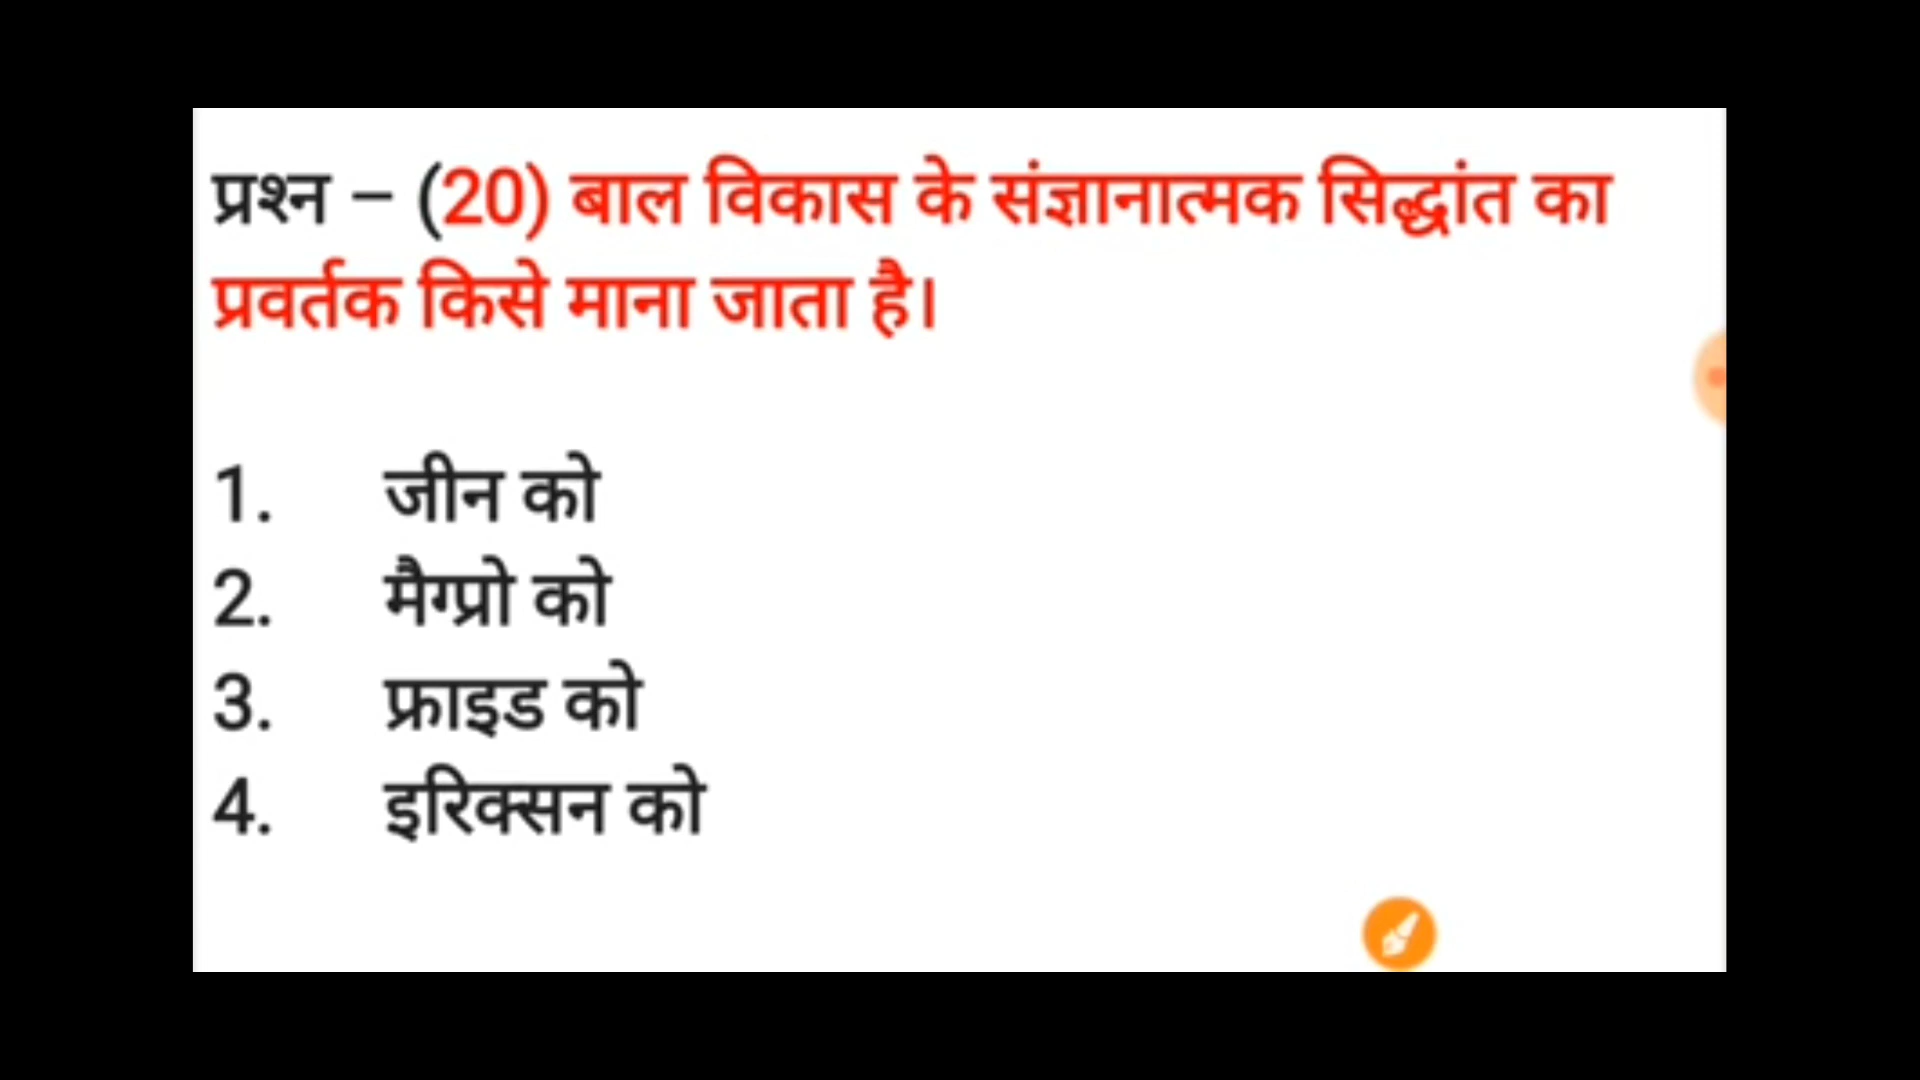 प्रश्न – (20) बाल विकास के संज्ञानात्मक सिद्धांत का
प्रवर्तक किसे माना जाता है।
1. जीन को
2. मैग्प्रो को
3. फ्राइड को
4. इरिक्सन को